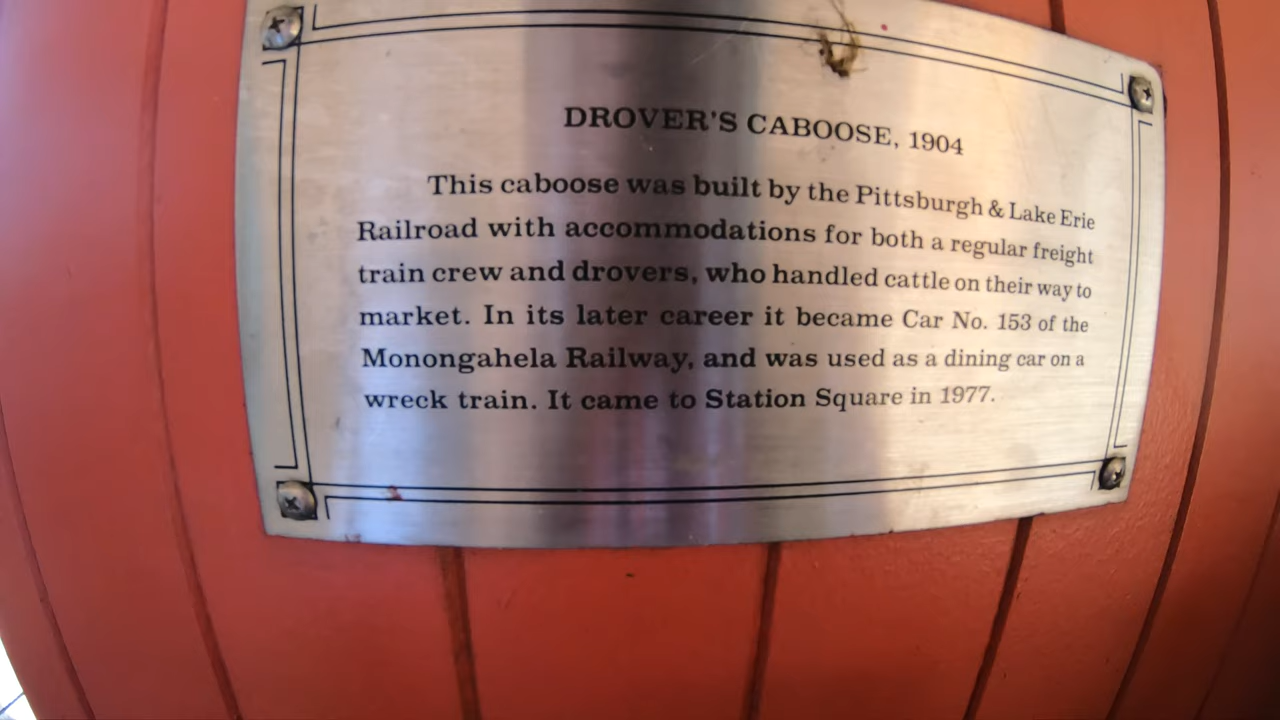 DROVER'S CABOOSE, 1904
This caboose was built by the Pittsburgh & Lake Erie
Railroad with accommodations for both a regular freight
train crew and drovers, who handled cattle on their way to
market. In its later career it became Car No. 153 of the
Monongahela Railway, and was used as a dining car on a
wreck train. It came to Station Square in 1977.